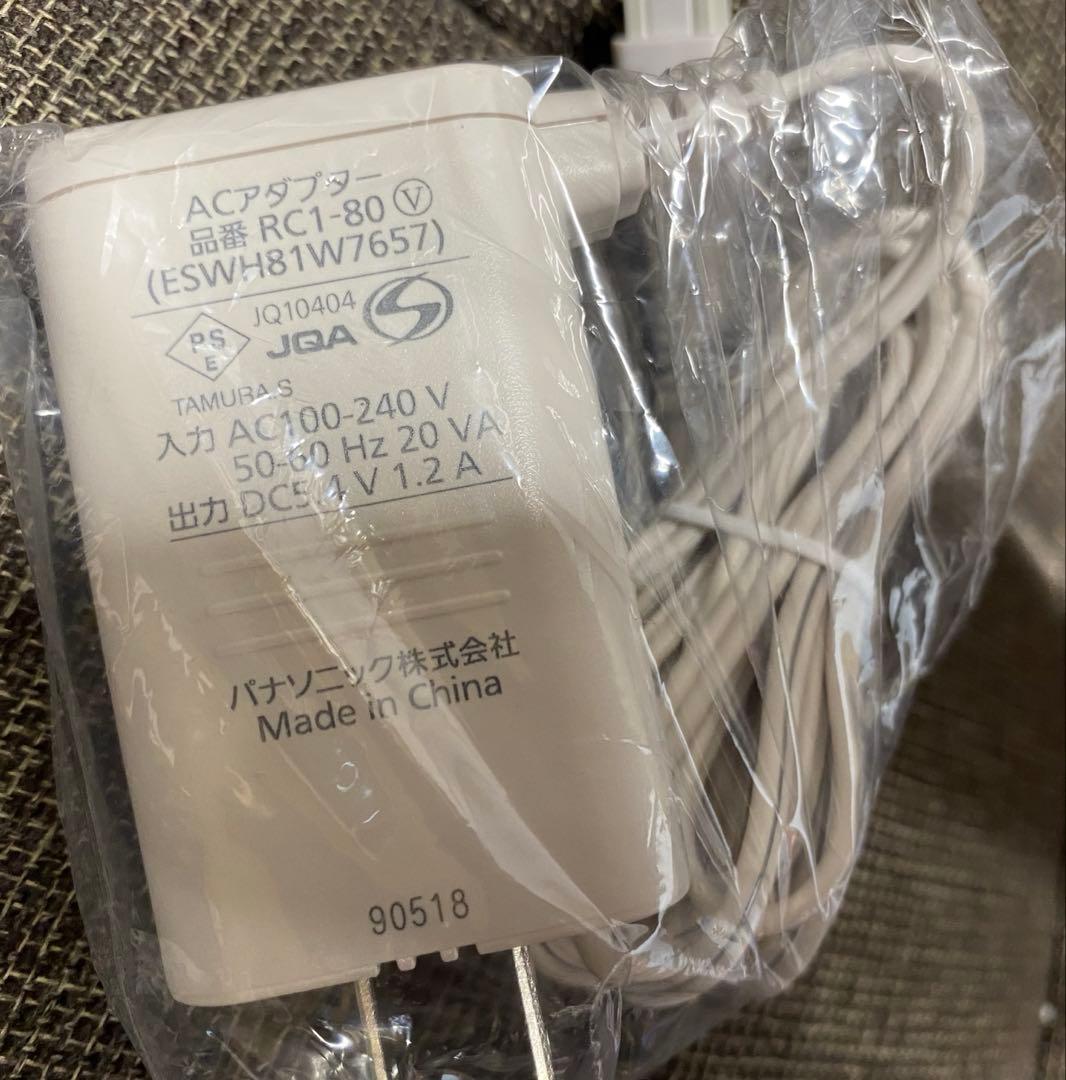 ACアダプター
品番 RC1-80 Ⓥ
(ESWH81W7657)
PSE JQ10404
JQA S
TAMURA S
入力 AC100-240 V
50-60 Hz 20 VA
出力 DC5.4 V 1.2 A
パナソニック株式会社
Made in China
90518